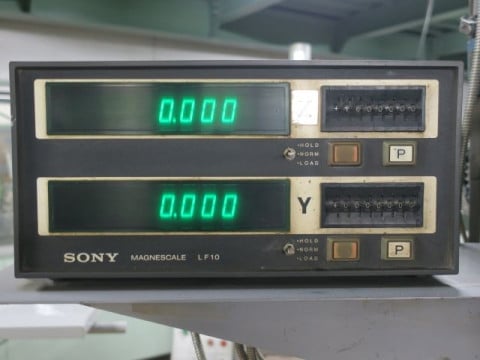 0.000
•HOLD
•NORM
•LOAD
P
0.000
Y
•HOLD
•NORM
•LOAD
P
SONY MAGNESCALE LF10